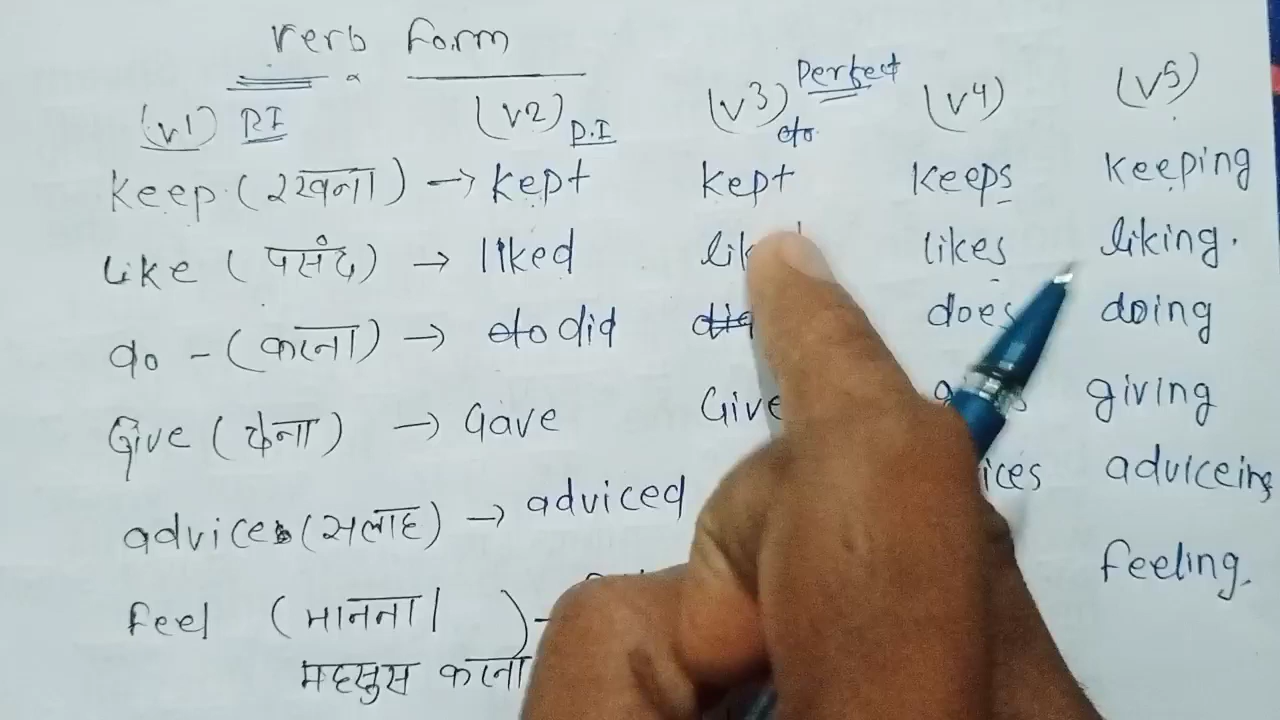 verb form
(v1) P.I (v2) P.I (v3) Perfect (v4) (v5)
keep (रखना) → kept kept keeps keeping
Like (पसंद) → liked likes liking.
do - (करना) → did does doing
Give (देना) → Gave Give giving
advice (सलाह) → adviced adviceing
feel (मानना। ) feeling.
महसुस करना